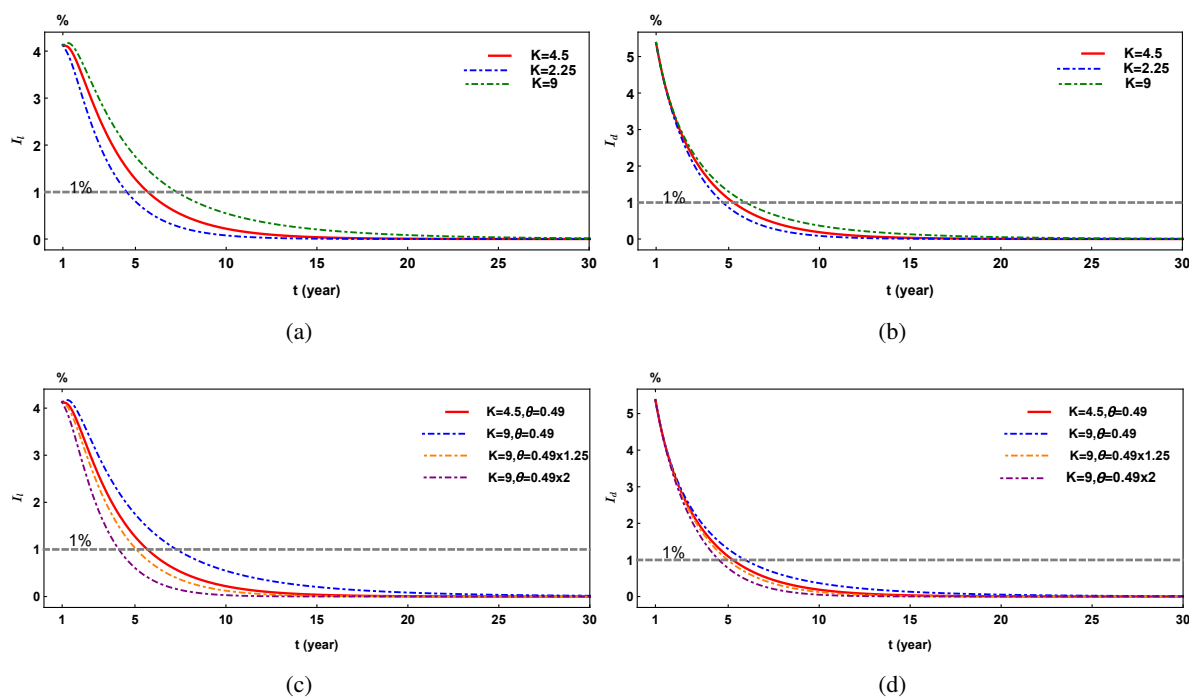 %
4
3
2
1
0
I_l
1%
K=4.5
K=2.25
K=9
1 5 10 15 20 25 30
t (year)
(a)
%
5
4
3
2
1
0
I_d
1%
K=4.5
K=2.25
K=9
1 5 10 15 20 25 30
t (year)
(b)
%
4
3
2
1
0
I_l
1%
K=4.5,θ=0.49
K=9,θ=0.49
K=9,θ=0.49x1.25
K=9,θ=0.49x2
1 5 10 15 20 25 30
t (year)
(c)
%
5
4
3
2
1
0
I_d
1%
K=4.5,θ=0.49
K=9,θ=0.49
K=9,θ=0.49x1.25
K=9,θ=0.49x2
1 5 10 15 20 25 30
t (year)
(d)